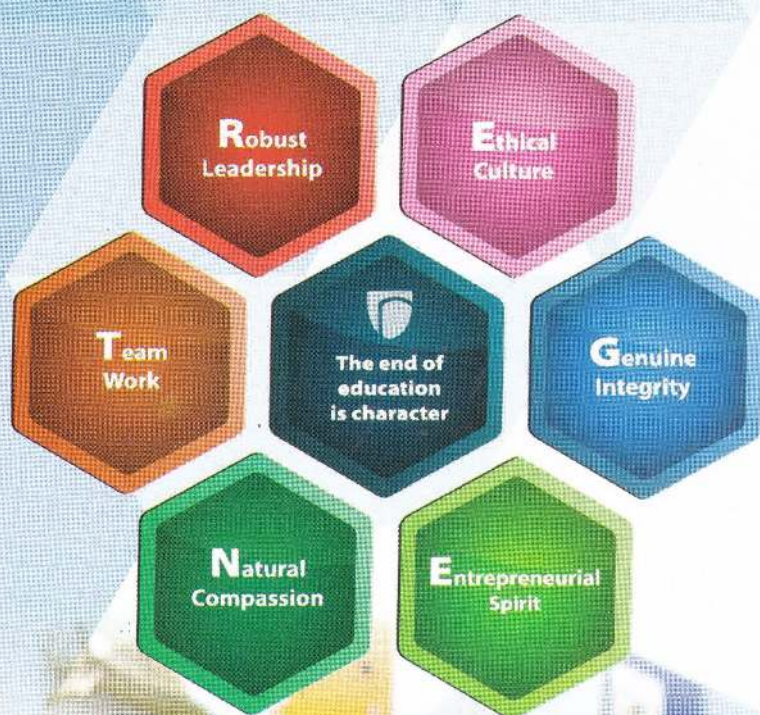 Robust
Leadership
Ethical
Culture
Team
Work
The end of
education
is character
Genuine
Integrity
Natural
Compassion
Entrepreneurial
Spirit